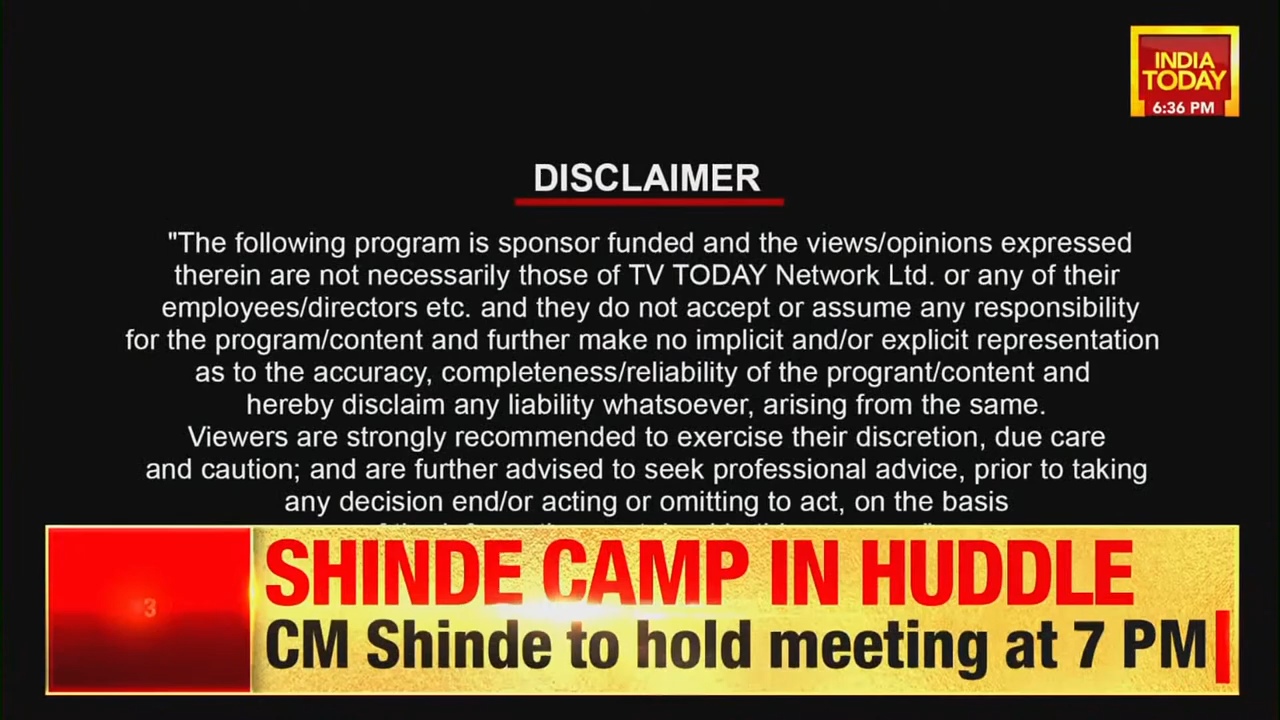 INDIA
TODAY
6:36 PM
DISCLAIMER
"The following program is sponsor funded and the views/opinions expressed
therein are not necessarily those of TV TODAY Network Ltd. or any of their
employees/directors etc. and they do not accept or assume any responsibility
for the program/content and further make no implicit and/or explicit representation
as to the accuracy, completeness/reliability of the progrant/content and
hereby disclaim any liability whatsoever, arising from the same.
Viewers are strongly recommended to exercise their discretion, due care
and caution; and are further advised to seek professional advice, prior to taking
any decision end/or acting or omitting to act, on the basis
3
SHINDE CAMP IN HUDDLE
CM Shinde to hold meeting at 7 PM